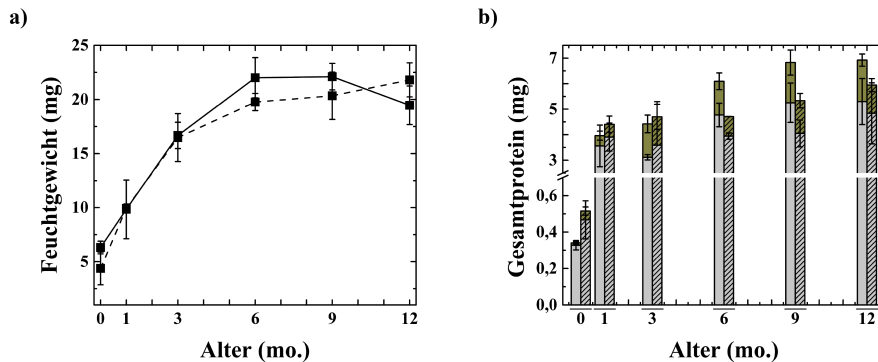 a)
Feuchtgewicht (mg)
25
20
15
10
5
0 1 3 6 9 12
Alter (mo.)
b)
Gesamtprotein (mg)
7
5
3
0,6
0,4
0,2
0,0
0 1 3 6 9 12
Alter (mo.)